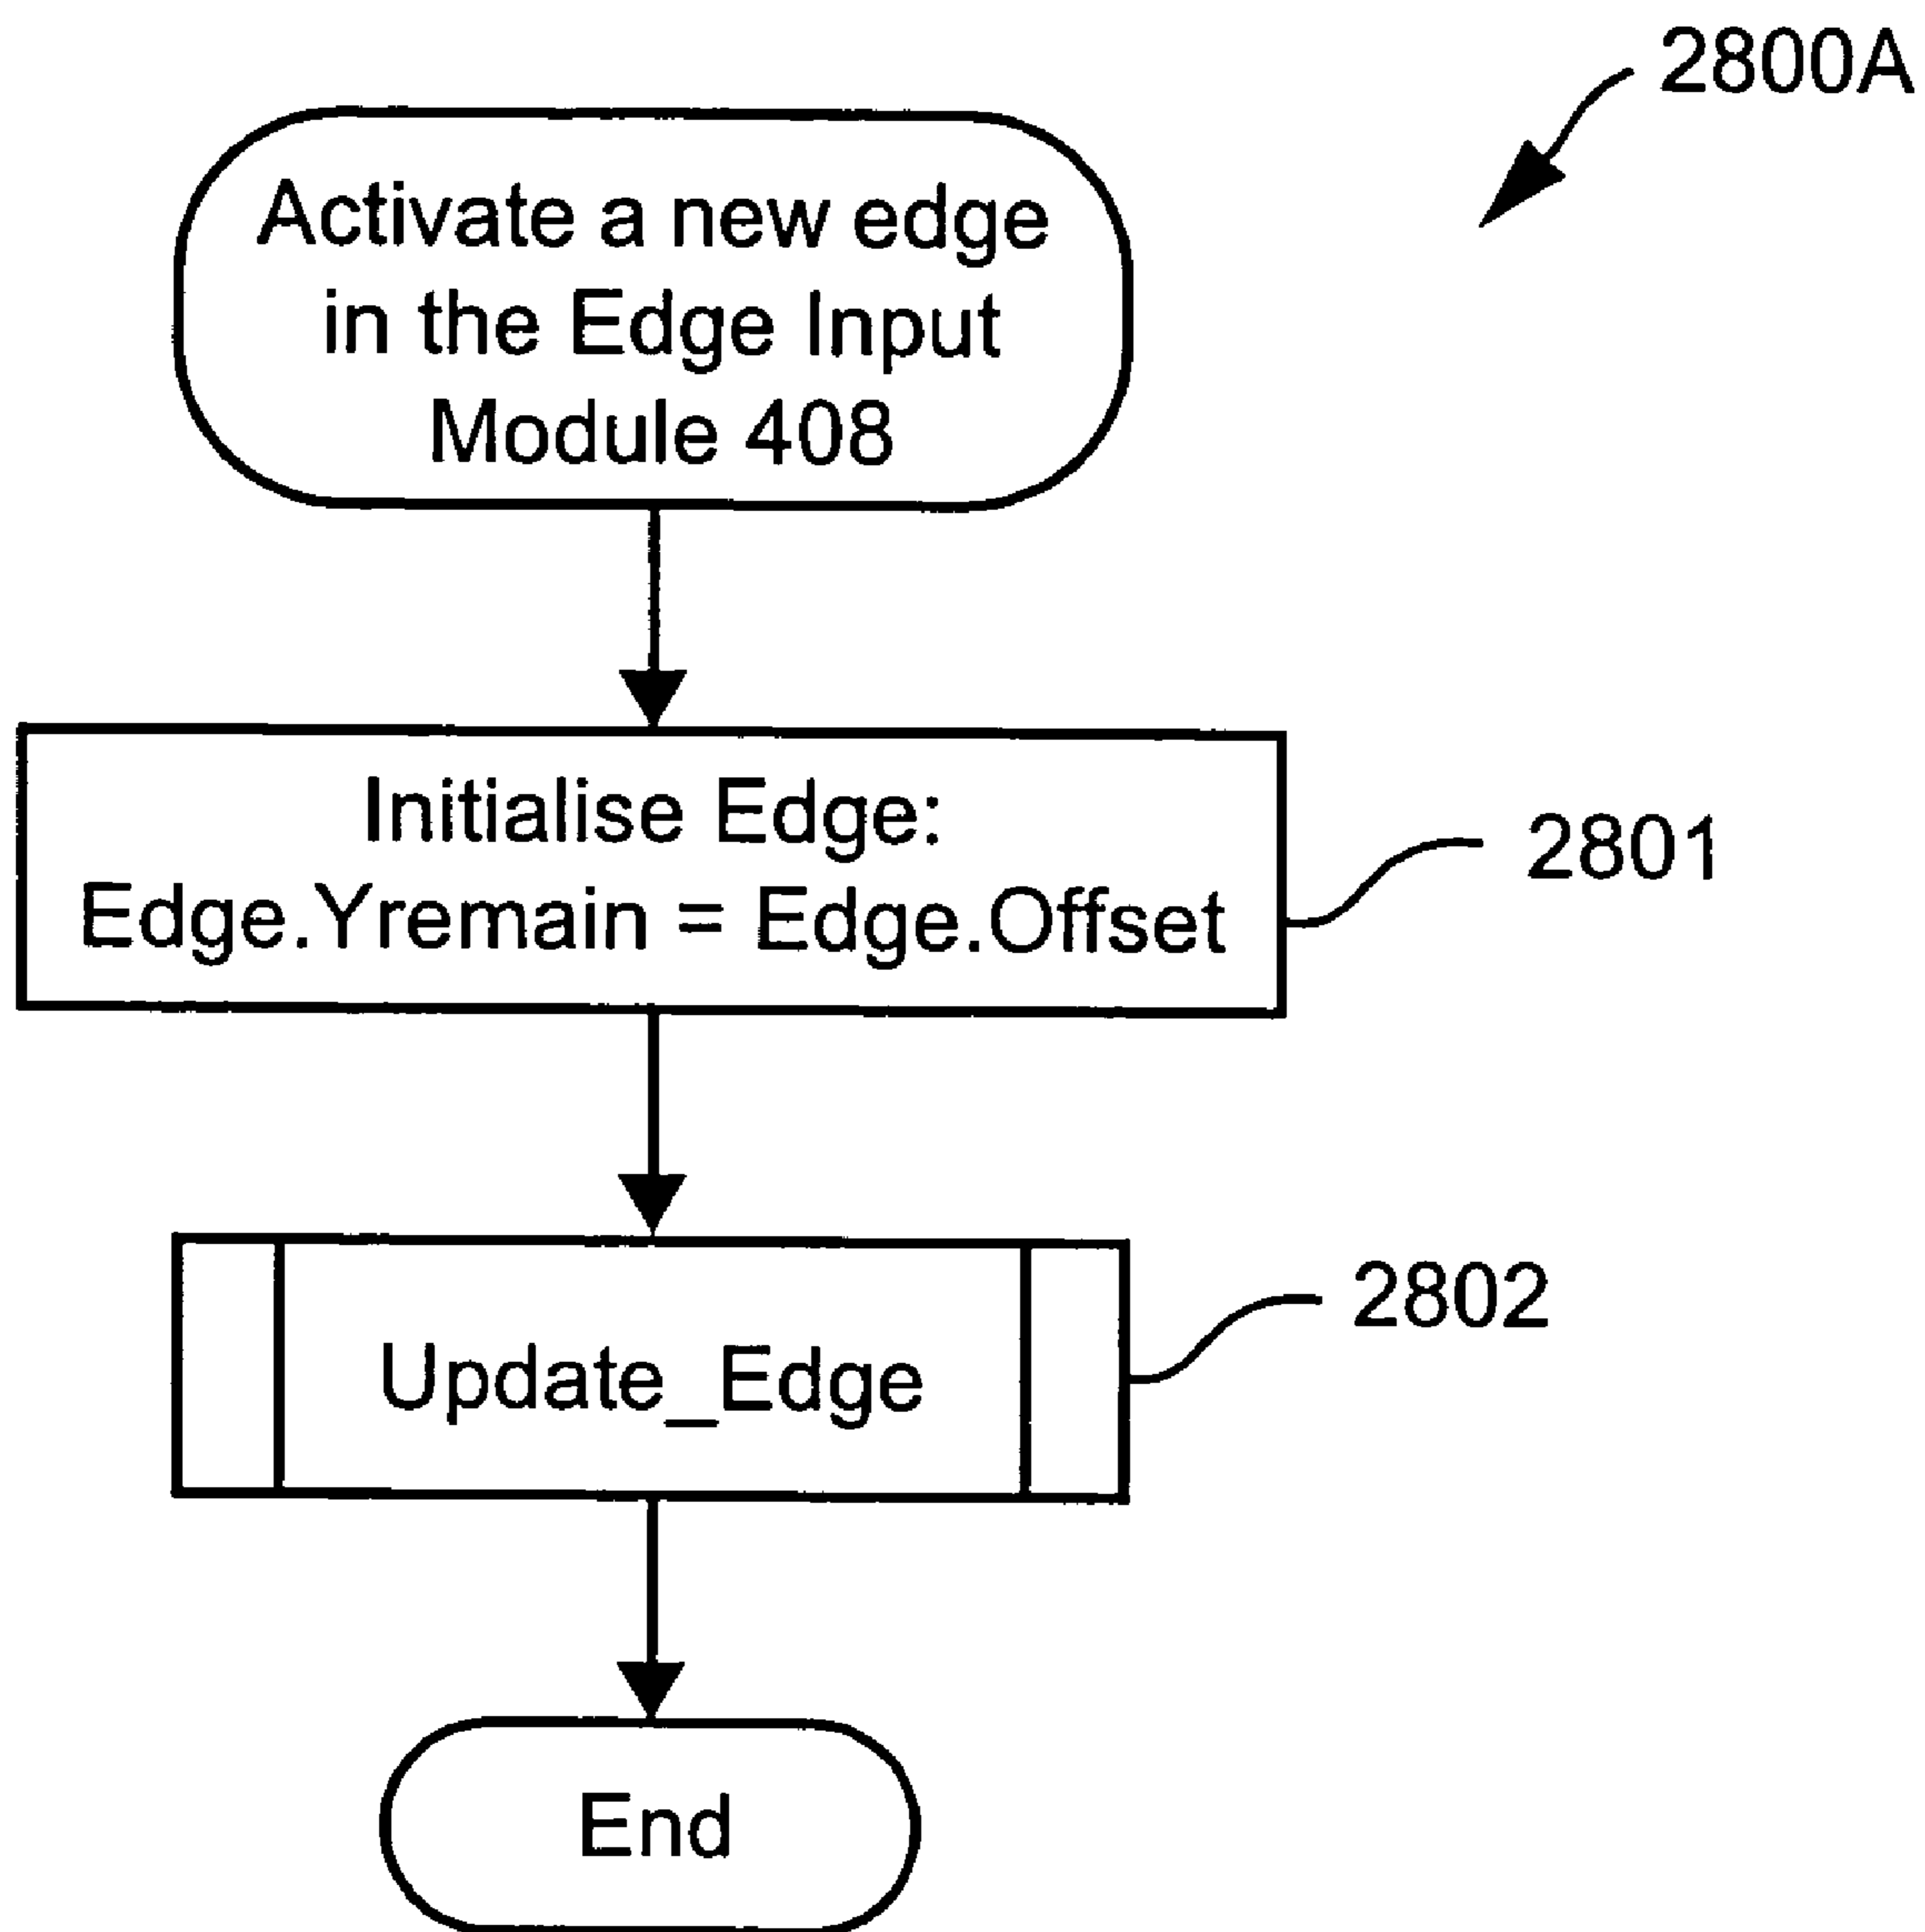 2800A
Activate a new edge
in the Edge Input
Module 408
Initialise Edge:
Edge.Yremain = Edge.Offset
2801
Update_Edge
2802
End